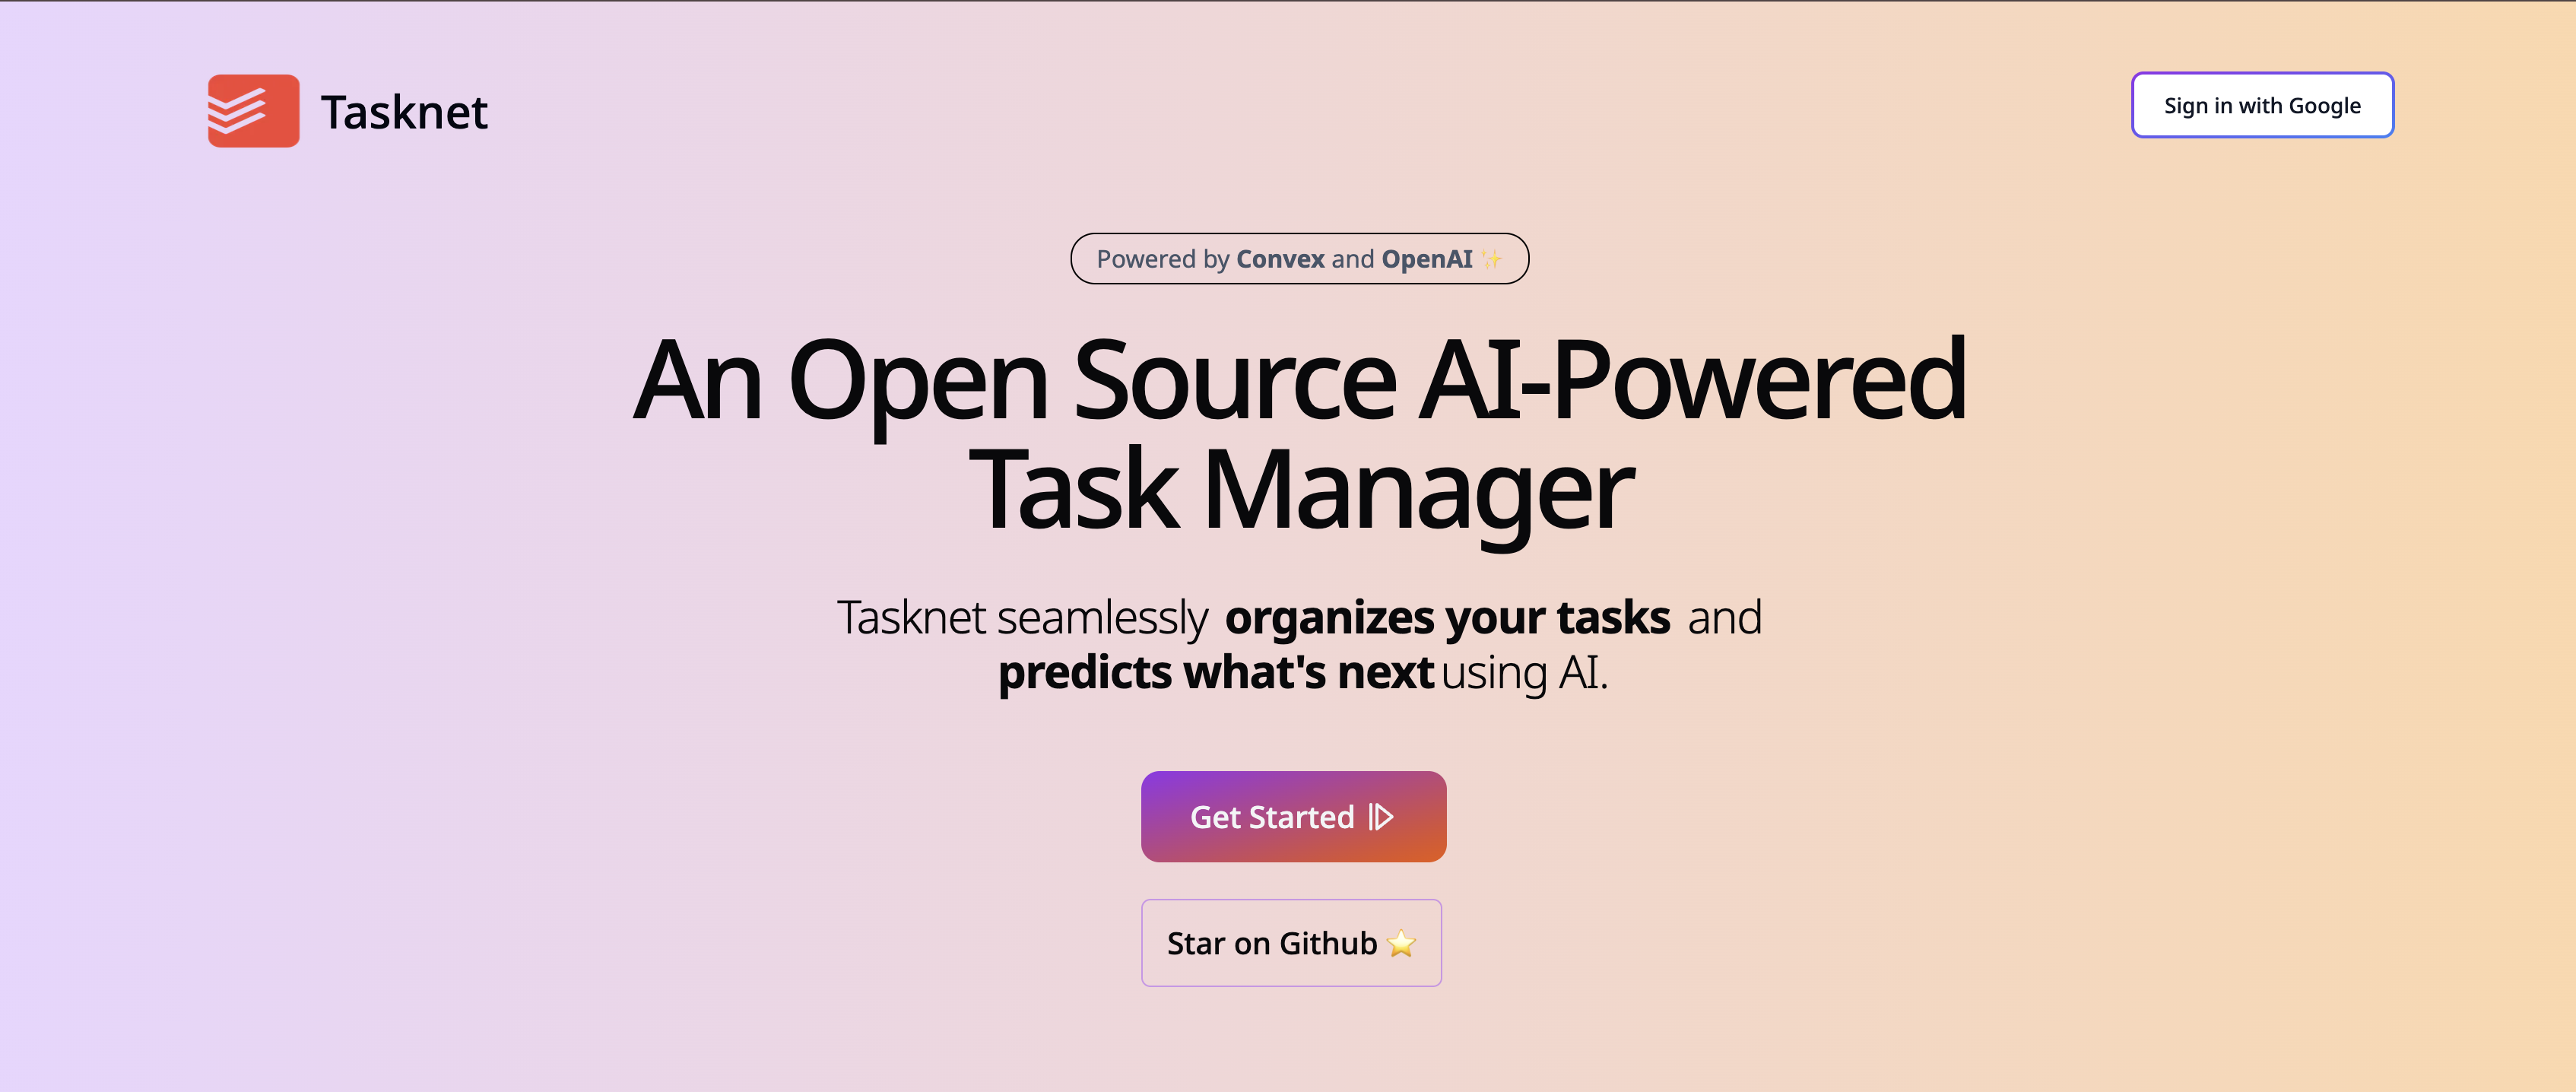 Tasknet
Sign in with Google
Powered by Convex and OpenAI ✨
An Open Source AI-Powered
Task Manager
Tasknet seamlessly organizes your tasks and
predicts what's next using AI.
Get Started
Star on Github ⭐